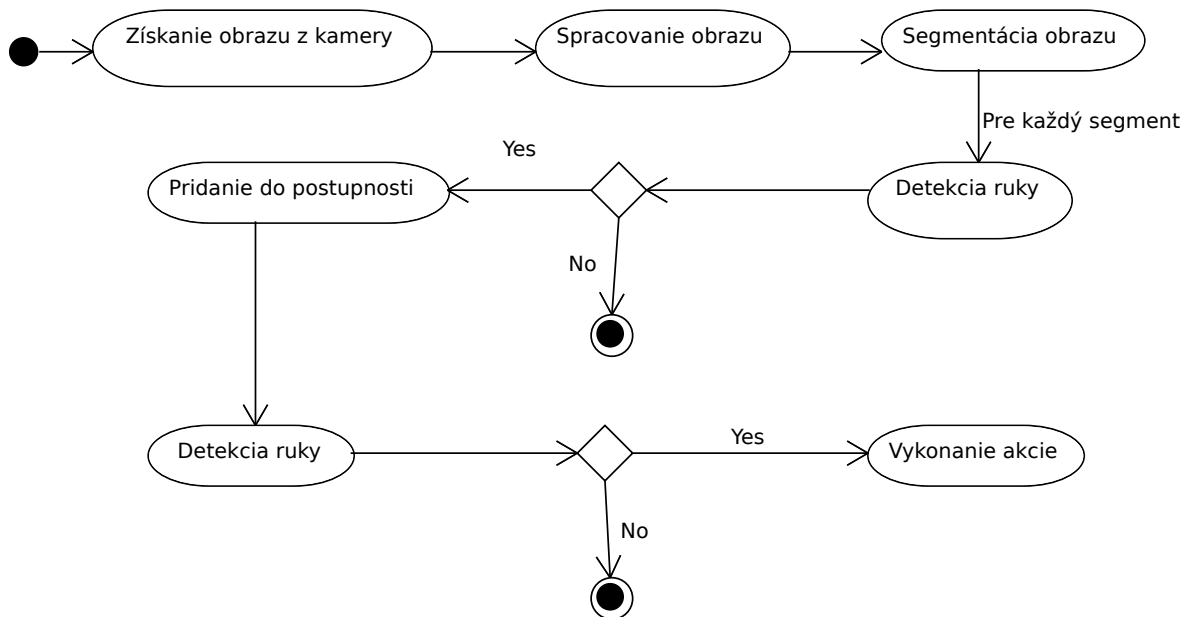 Získanie obrazu z kamery
Spracovanie obrazu
Segmentácia obrazu
Pre každý segment
Detekcia ruky
Yes
Pridanie do postupnosti
No
Detekcia ruky
Yes
Vykonanie akcie
No